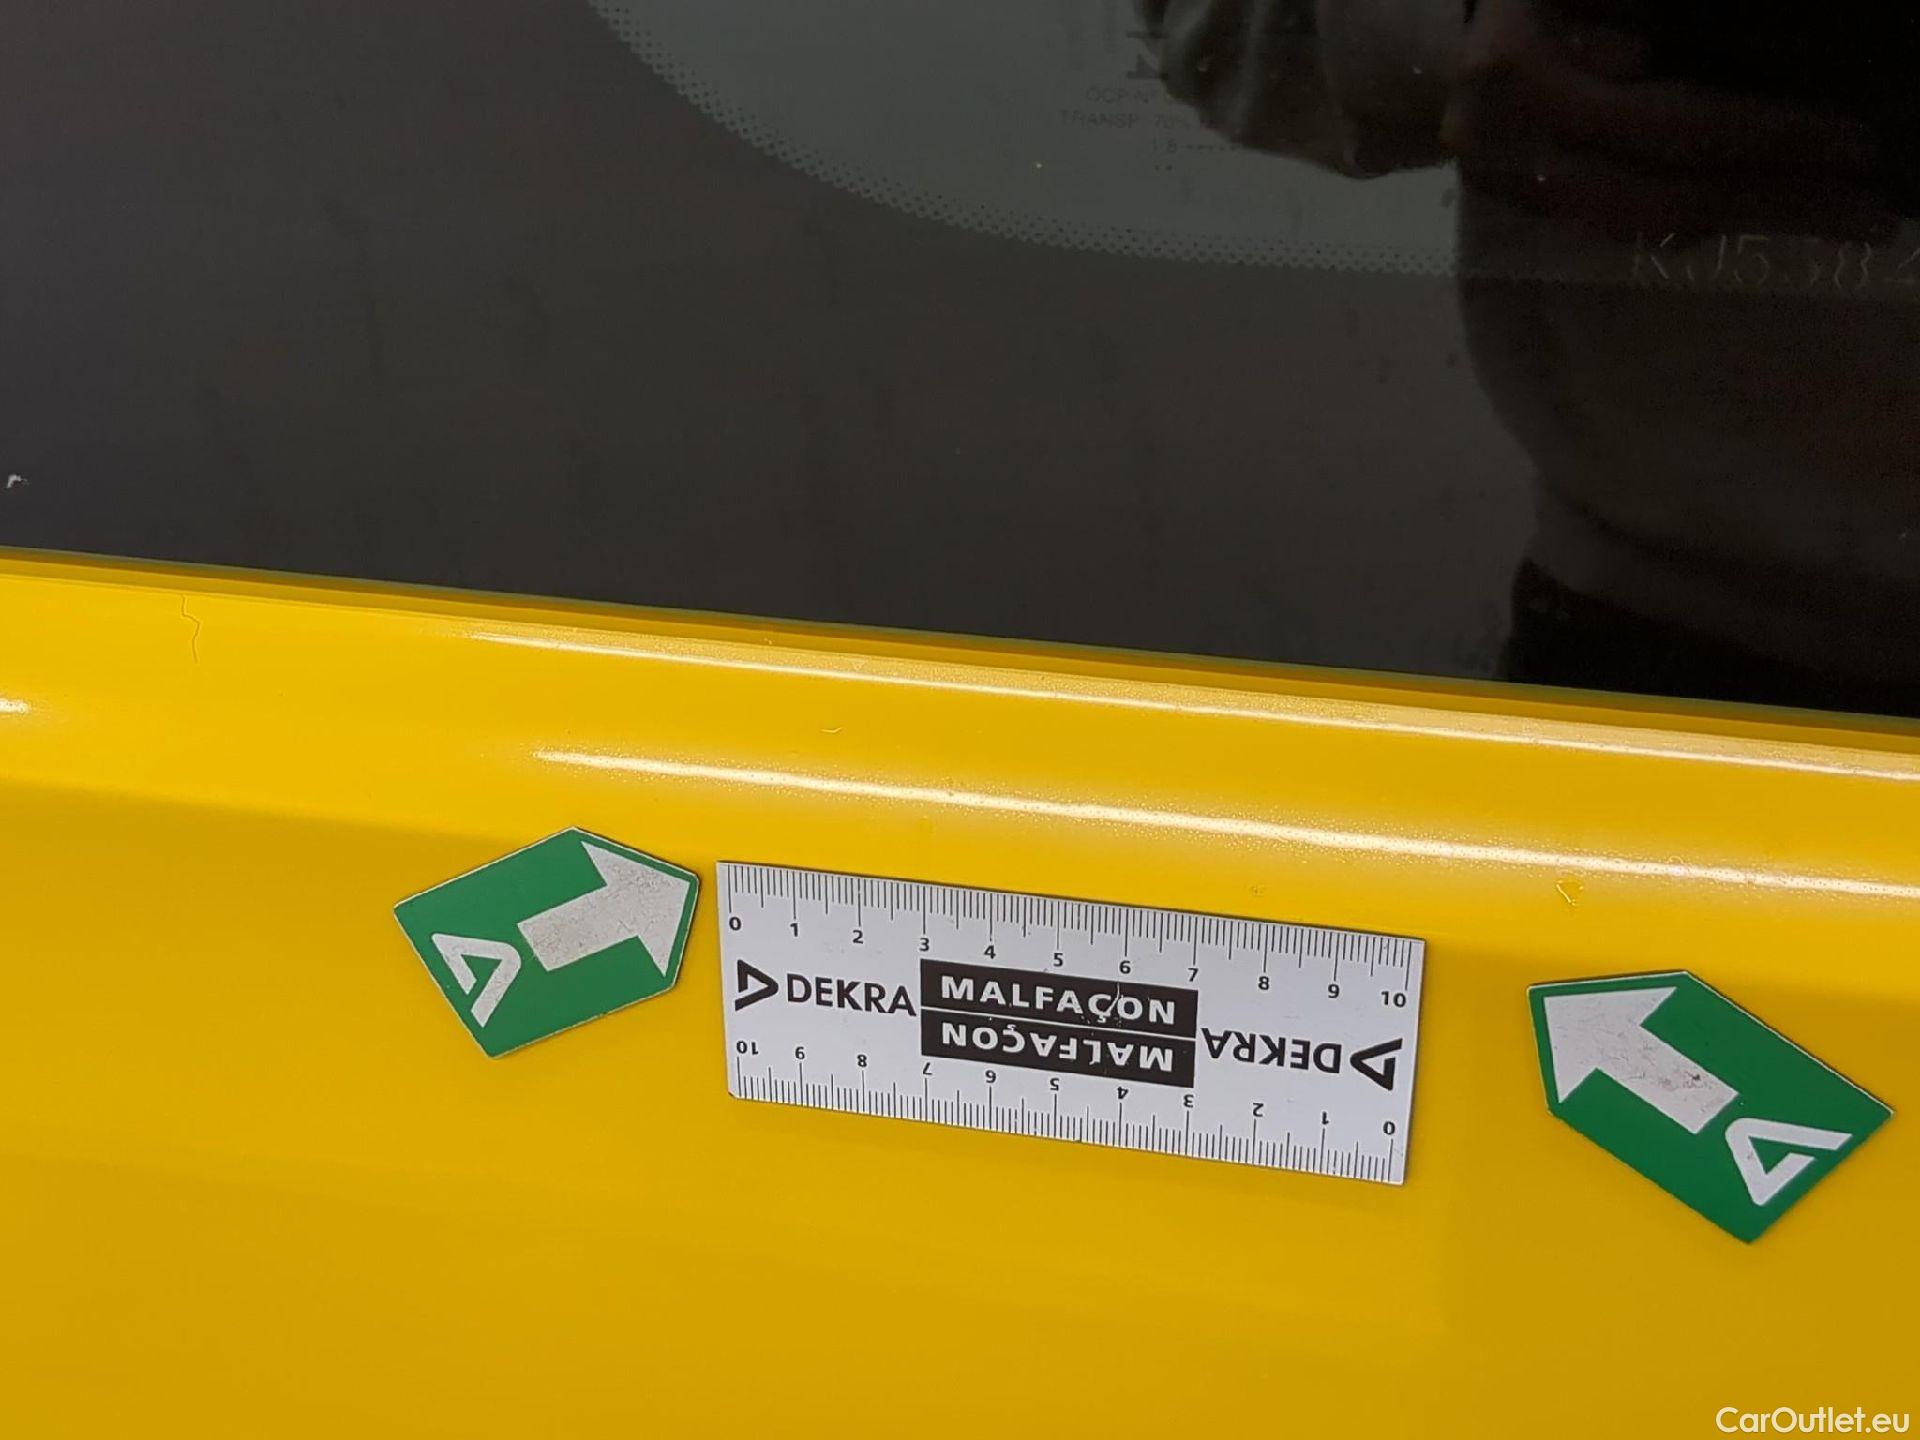 KJ5584
0 1 2 3 4 5 6 7 8 9 10
DEKRA
MALFAÇON
MALFAÇON
DEKRA
10 9 8 7 6 5 4 3 2 1 0
CarOutlet.eu